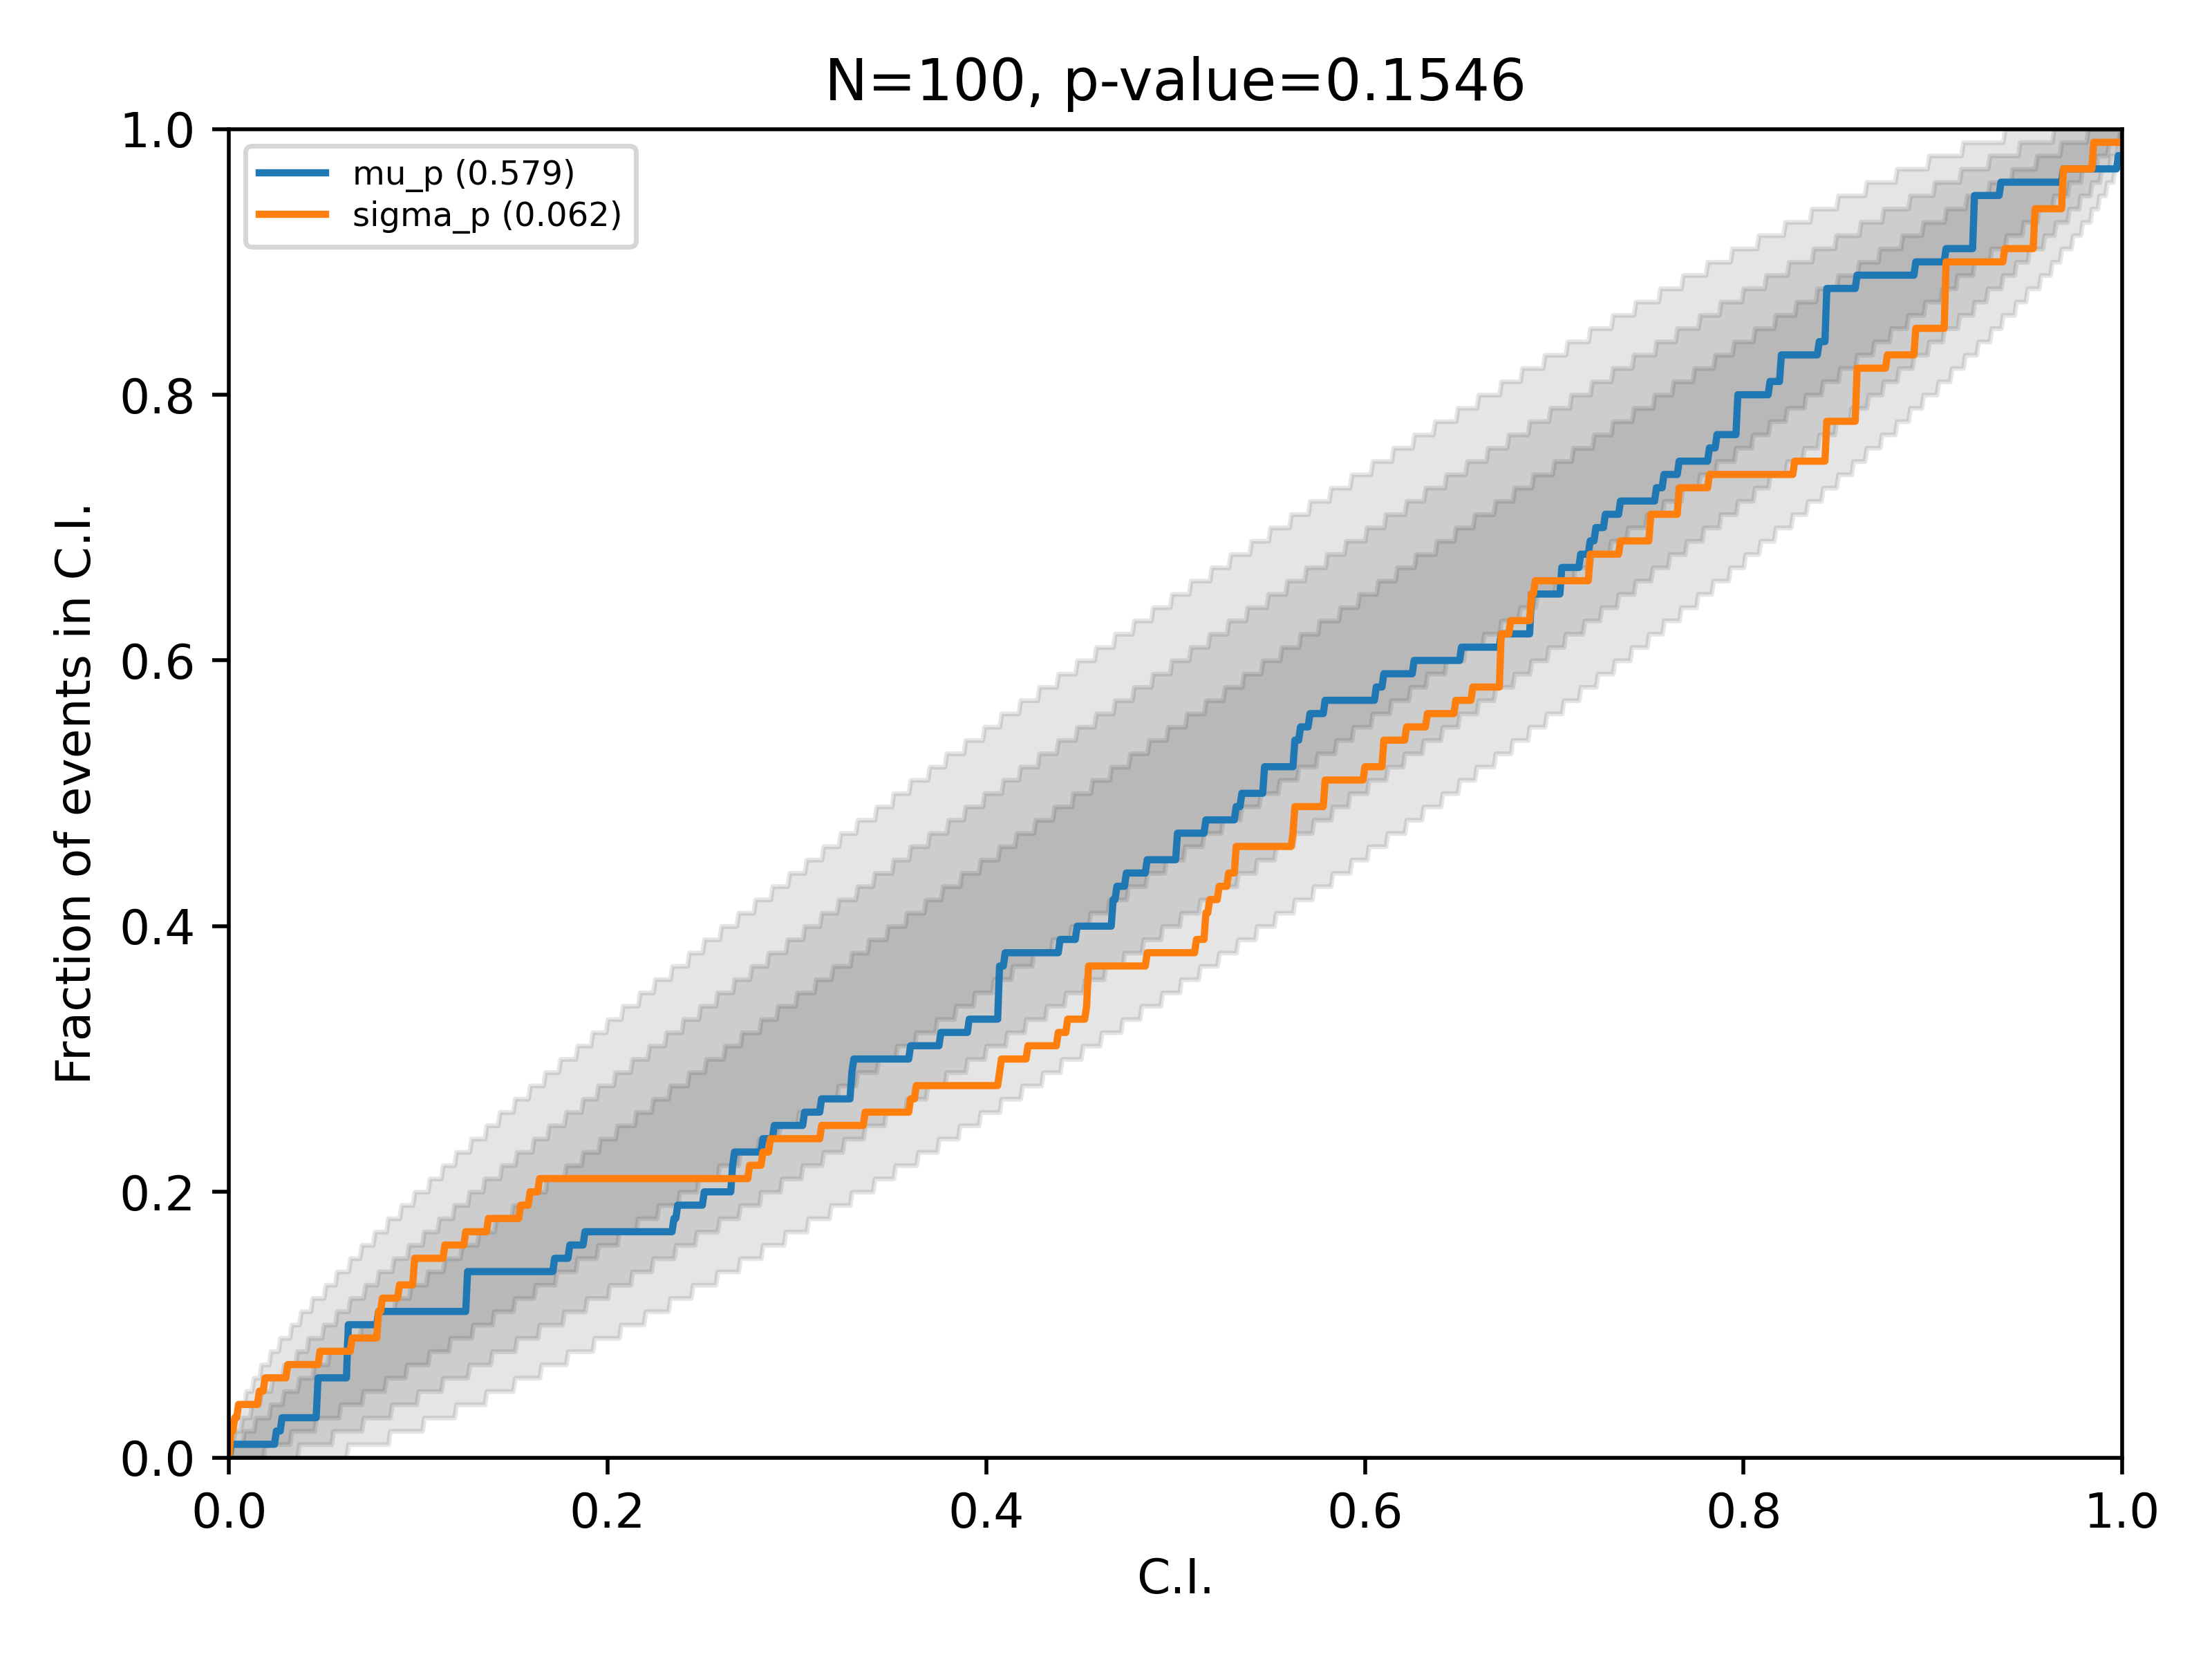 N=100, p-value=0.1546
mu_p (0.579)
sigma_p (0.062)
Fraction of events in C.I.
1.0
0.8
0.6
0.4
0.2
0.0
0.0 0.2 0.4 0.6 0.8 1.0
C.I.